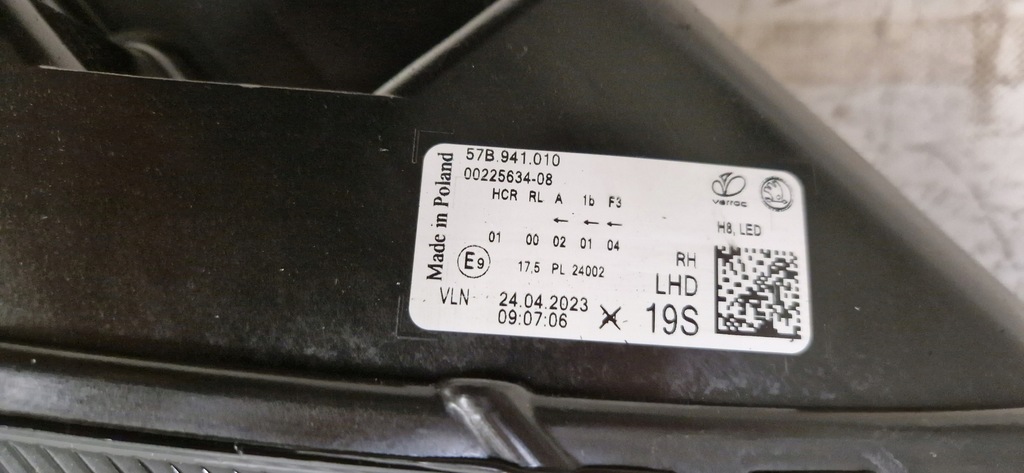 Made in Poland
57B.941.010
00225634-08
HCR RL A 1b F3
← ← ←
01 00 02 01 04
E9
17,5 PL 24002
VLN 24.04.2023
09:07:06
varroc
H8, LED
RH
LHD
19S